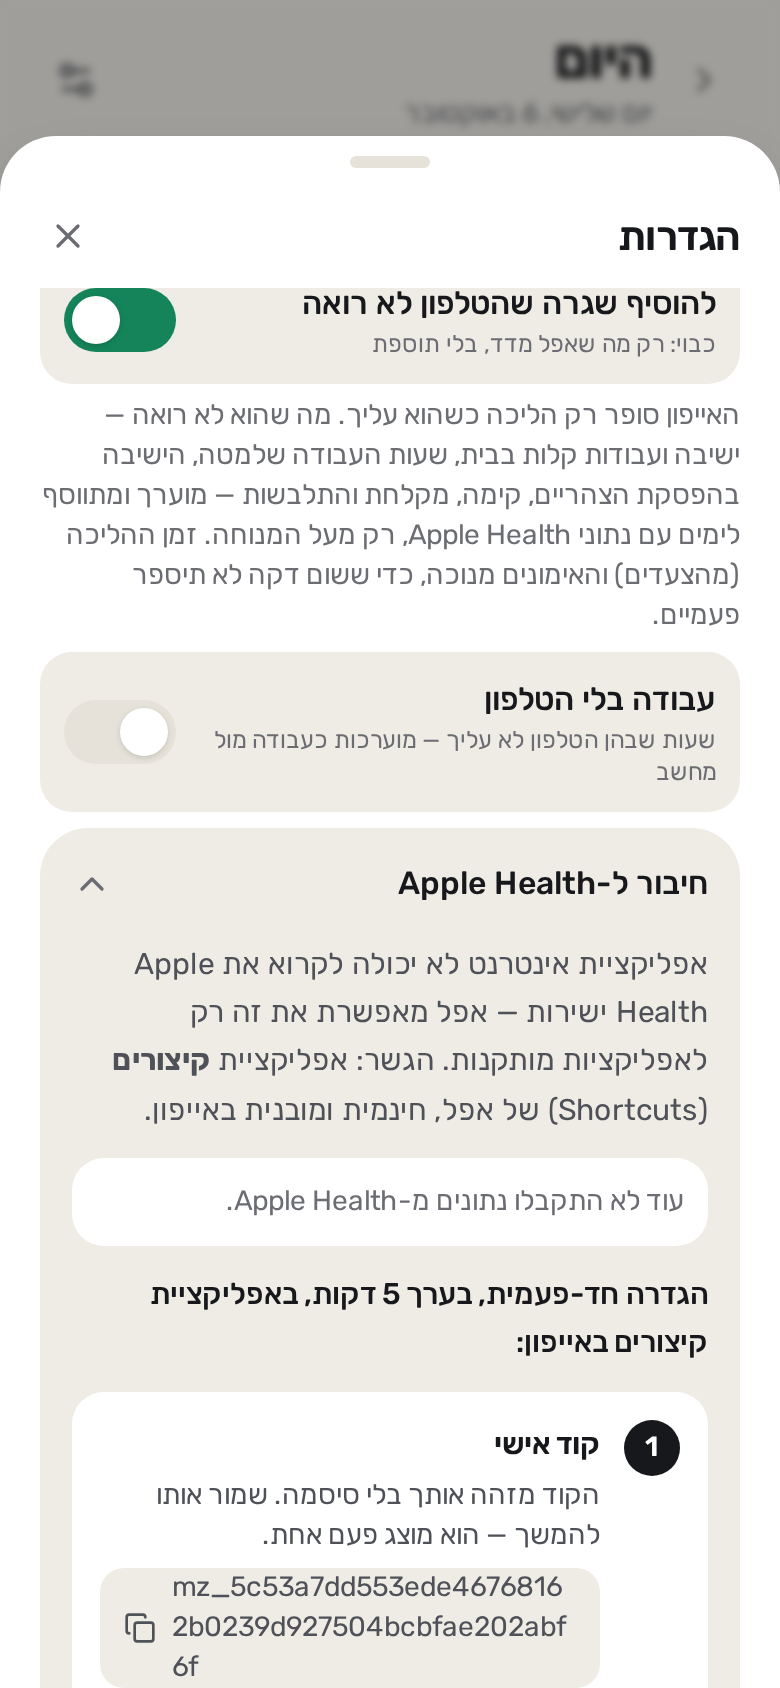 היום
יום שלישי, 6 באוקטובר
הגדרות
להוסיף שגרה שהטלפון לא רואה
כבוי: רק מה שאפל מדד, בלי תוספת
האייפון סופר רק הליכה כשהוא עליך. מה שהוא לא רואה –
ישיבה ועבודות קלות בבית, שעות העבודה שלמטה, הישיבה
בהפסקת הצהריים, קימה, מקלחת והתלבשות – מוערך ומתווסף
לימים עם נתוני Apple Health, רק מעל המנוחה. זמן ההליכה
(מהצעדים) והאימונים מנוכה, כדי ששום דקה לא תיספר
פעמיים.
עבודה בלי הטלפון
שעות שבהן הטלפון לא עליך – מוערכות כעבודה מול
מחשב
חיבור ל-Apple Health
אפליקציית אינטרנט לא יכולה לקרוא את Apple
Health ישירות – אפל מאפשרת את זה רק
לאפליקציות מותקנות. הגשר: אפליקציית קיצורים
(Shortcuts) של אפל, חינמית ומובנית באייפון.
עוד לא התקבלו נתונים מ-Apple Health.
הגדרה חד-פעמית, בערך 5 דקות, באפליקציית
קיצורים באייפון:
1
קוד אישי
הקוד מזהה אותך בלי סיסמה. שמור אותו
להמשך – הוא מוצג פעם אחת.
mz_5c53a7dd553ede4676816
2b0239d927504bcbfae202abf
6f